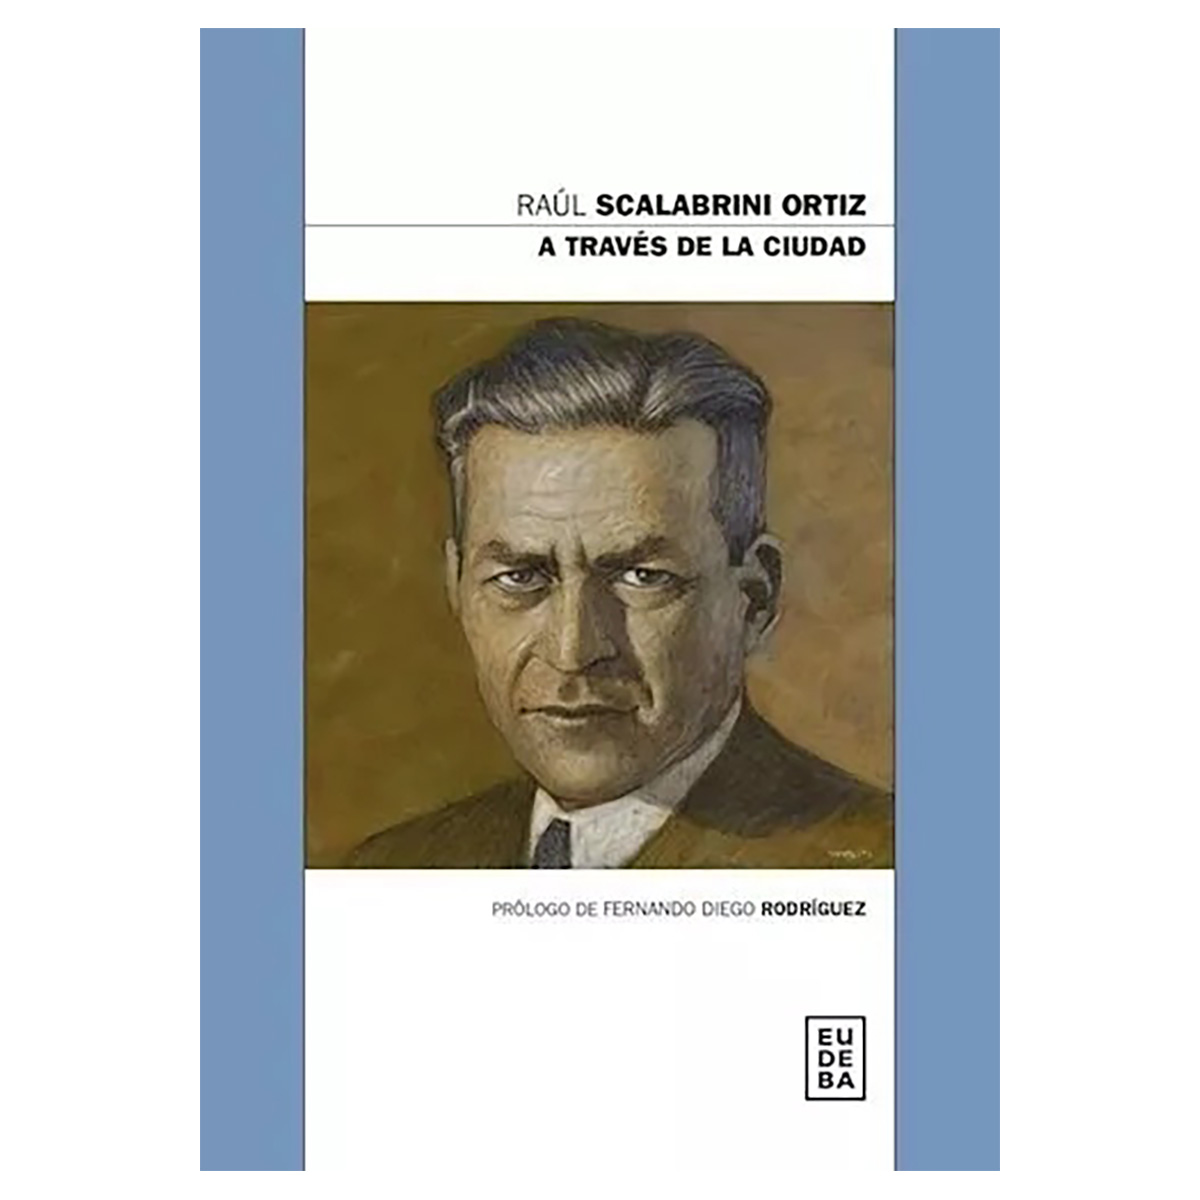 RAÚL SCALABRINI ORTIZ
A TRAVÉS DE LA CIUDAD
PRÓLOGO DE FERNANDO DIEGO RODRÍGUEZ
EU
DE
BA